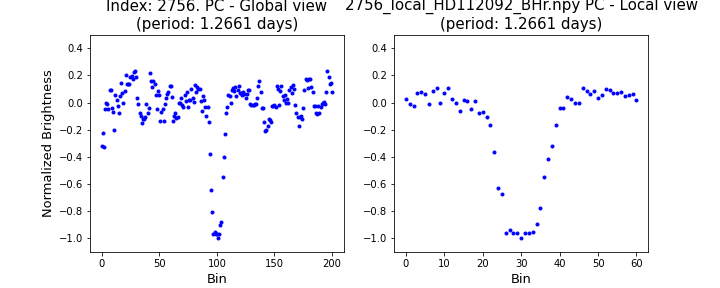 Index: 2756. PC - Global view
(period: 1.2661 days)
2756_local_HD112092_BHr.npy PC - Local view
(period: 1.2661 days)
Normalized Brightness
0.4
0.2
0.0
−0.2
−0.4
−0.6
−0.8
−1.0
0 50 100 150 200
Bin
0.4
0.2
0.0
−0.2
−0.4
−0.6
−0.8
−1.0
0 10 20 30 40 50 60
Bin